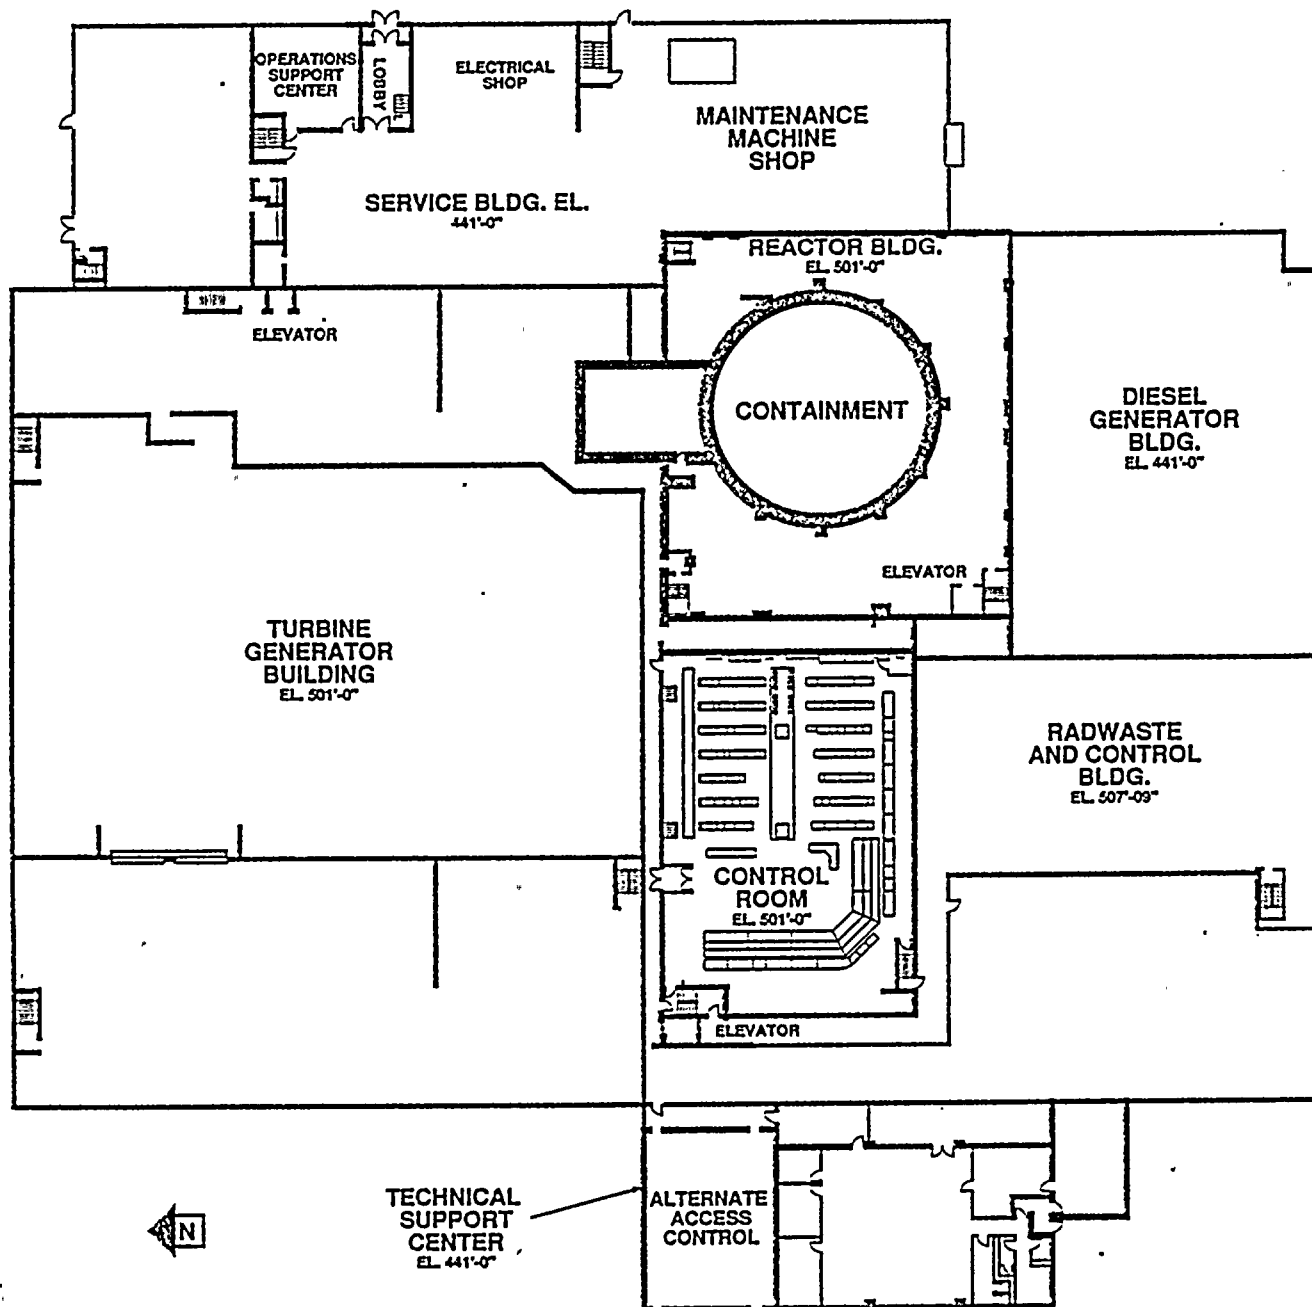 OPERATIONS
SUPPORT
CENTER
LOBBY
ELECTRICAL
SHOP
MAINTENANCE
MACHINE
SHOP
SERVICE BLDG. EL.
441'-0"
REACTOR BLDG.
EL. 501'-0"
ELEVATOR
CONTAINMENT
DIESEL
GENERATOR
BLDG.
EL. 441'-0"
ELEVATOR
TURBINE
GENERATOR
BUILDING
EL. 501'-0"
RADWASTE
AND CONTROL
BLDG.
EL. 507'-09"
CONTROL
ROOM
EL. 501'-0"
ELEVATOR
TECHNICAL
SUPPORT
CENTER
EL. 441'-0"
ALTERNATE
ACCESS
CONTROL
N